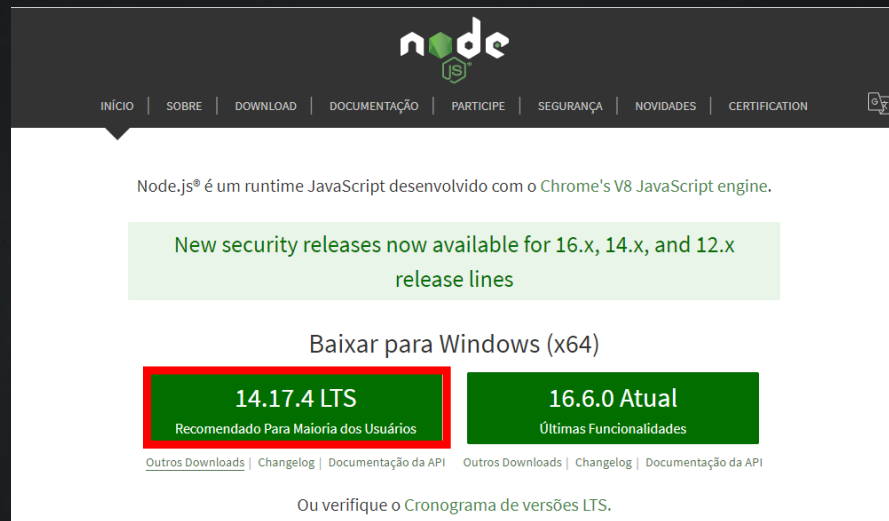 node
JS
INÍCIO | SOBRE | DOWNLOAD | DOCUMENTAÇÃO | PARTICIPE | SEGURANÇA | NOVIDADES | CERTIFICATION
Node.js® é um runtime JavaScript desenvolvido com o Chrome's V8 JavaScript engine.
New security releases now available for 16.x, 14.x, and 12.x
release lines
Baixar para Windows (x64)
14.17.4 LTS
Recomendado Para Maioria dos Usuários
16.6.0 Atual
Últimas Funcionalidades
Outros Downloads | Changelog | Documentação da API
Outros Downloads | Changelog | Documentação da API
Ou verifique o Cronograma de versões LTS.